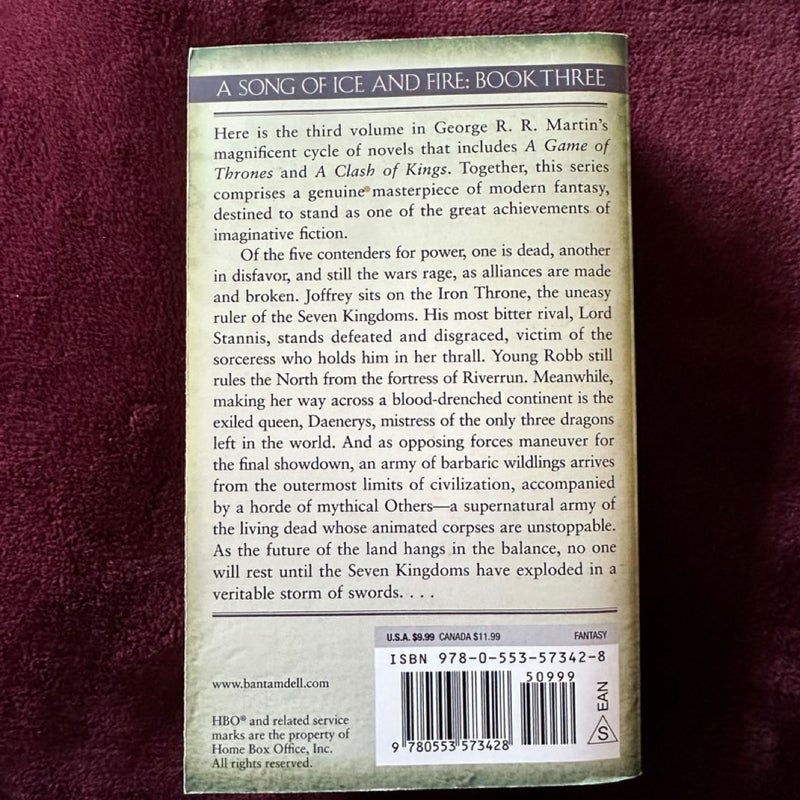 A SONG OF ICE AND FIRE: BOOK THREE
Here is the third volume in George R. R. Martin's
magnificent cycle of novels that includes A Game of
Thrones and A Clash of Kings. Together, this series
comprises a genuine masterpiece of modern fantasy,
destined to stand as one of the great achievements of
imaginative fiction.
Of the five contenders for power, one is dead, another
in disfavor, and still the wars rage, as alliances are made
and broken. Joffrey sits on the Iron Throne, the uneasy
ruler of the Seven Kingdoms. His most bitter rival, Lord
Stannis, stands defeated and disgraced, victim of the
sorceress who holds him in her thrall. Young Robb still
rules the North from the fortress of Riverrun. Meanwhile,
making her way across a blood-drenched continent is the
exiled queen, Daenerys, mistress of the only three dragons
left in the world. And as opposing forces maneuver for
the final showdown, an army of barbaric wildlings arrives
from the outermost limits of civilization, accompanied
by a horde of mythical Others—a supernatural army of
the living dead whose animated corpses are unstoppable.
As the future of the land hangs in the balance, no one
will rest until the Seven Kingdoms have exploded in a
veritable storm of swords. . . .
U.S.A. $9.99 CANADA $11.99 FANTASY
ISBN 978-0-553-57342-8
50999
9 780553 573428
EAN
S
www.bantamdell.com
HBO® and related service
marks are the property of
Home Box Office, Inc.
All rights reserved.